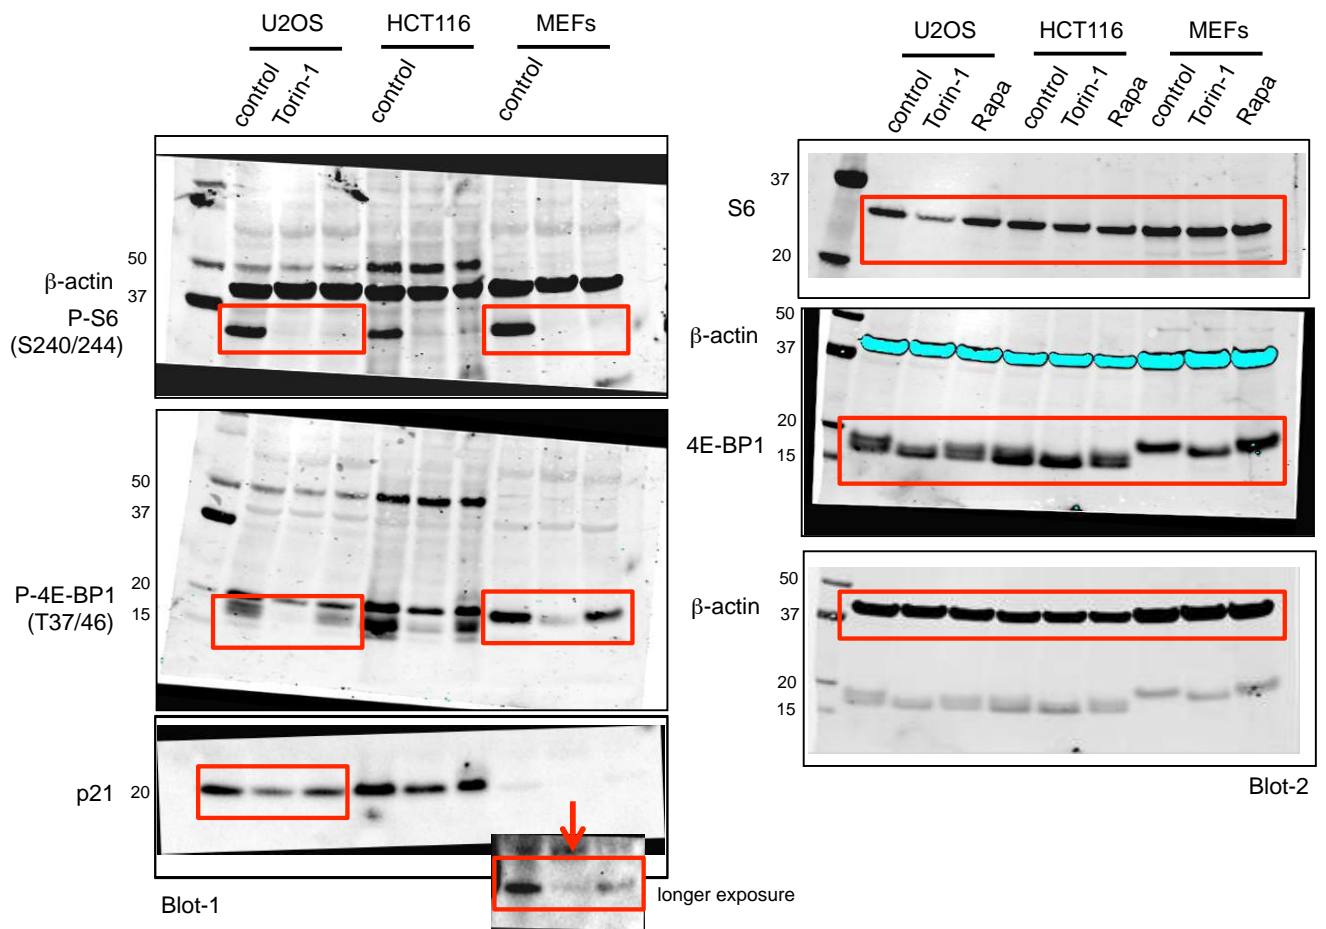 U2OS HCT116 MEFs
control Torin-1 control control
50
β-actin
37
P-S6
(S240/244)
50
37
20
P-4E-BP1
15
(T37/46)
p21 20
longer exposure
Blot-1
U2OS HCT116 MEFs
control Torin-1 Rapa control Torin-1 Rapa control Torin-1 Rapa
37
S6
20
50
β-actin
37
20
4E-BP1
15
50
β-actin
37
20
15
Blot-2